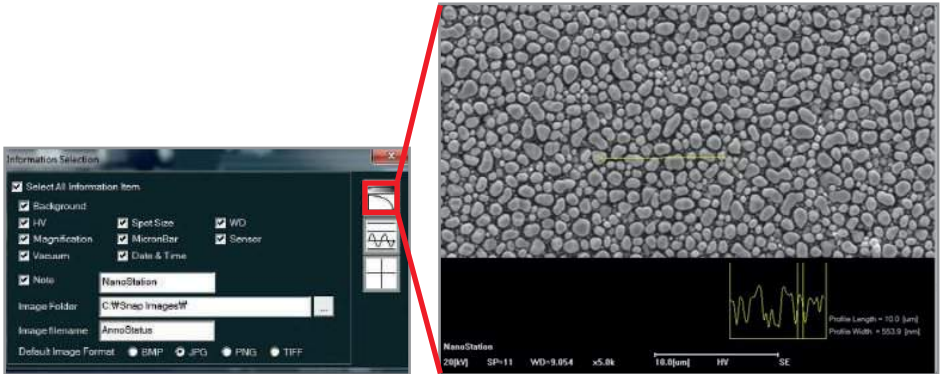 Information Selection
Select All Information Item
Background
HV Spot Size WD
Magnification MicronBar Sensor
Vacuum Date & Time
Note NanoStation
Image Folder C:₩Snap Images₩ ...
Image filename AnnoStatus
Default Image Format BMP JPG PNG TIFF
Profile Length = 10.0 [um]
Profile Width = 553.9 [nm]
NanoStation
20[kV] SP=11 WD=9.054 x5.0k 10.0[um] HV SE